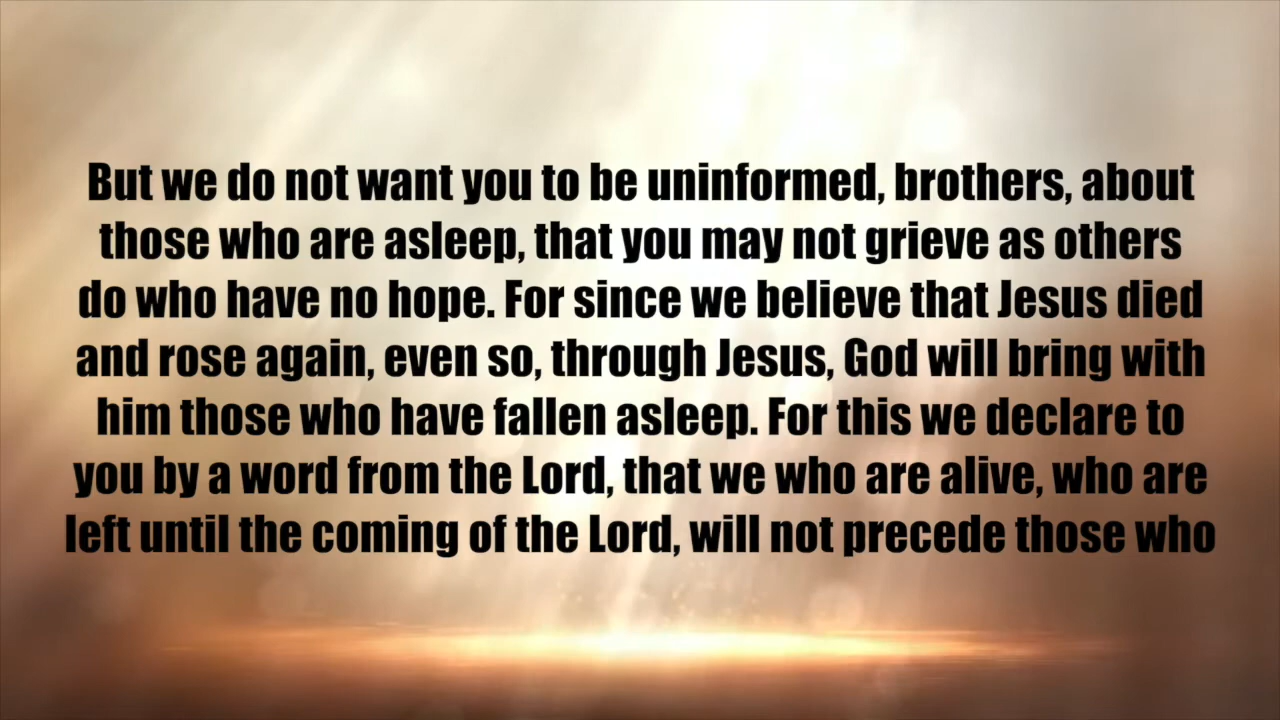 But we do not want you to be uninformed, brothers, about
those who are asleep, that you may not grieve as others
do who have no hope. For since we believe that Jesus died
and rose again, even so, through Jesus, God will bring with
him those who have fallen asleep. For this we declare to
you by a word from the Lord, that we who are alive, who are
left until the coming of the Lord, will not precede those who